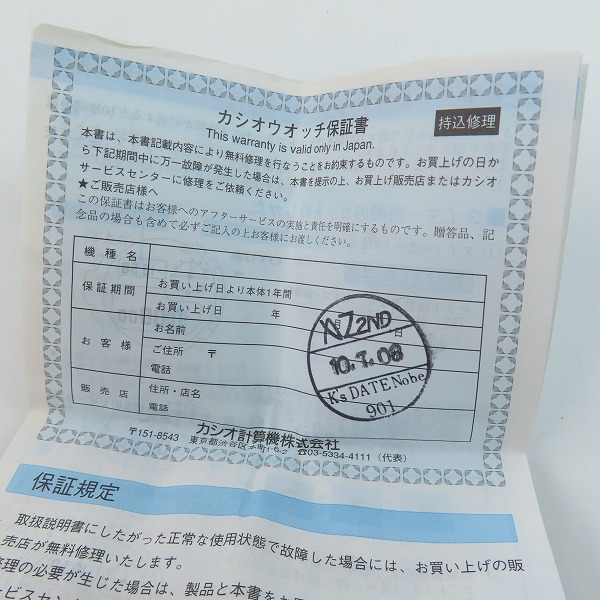 カシオウオッチ保証書
持込修理
This warranty is valid only in Japan.
本書は、本書記載内容により無料修理を行なうことをお約束するものです。お買上げの日か
ら下記期間中に万一故障が発生した場合は、本書を提示の上、お買上げ販売店またはカシオ
サービスセンターに修理をご依頼ください。
★ご販売店様へ
この保証書はお客様へのアフターサービスの実施と責任を明確にするものです。贈答品、記
念品の場合も含めて必ずご記入の上お客様にお渡しください。
機種名
保証期間 お買い上げ日より本体1年間
お買い上げ日 年 日
お客様 お名前
ご住所 〒
電話
販売店 住所・店名
電話
2ND
10.7.08
K's DATE Nobe
901
カシオ計算機株式会社
〒151-8543 東京都渋谷区本町1-6-2 ☎03-5334-4111（代表）
保証規定
取扱説明書にしたがった正常な使用状態で故障した場合には、お買い上げの販
売店が無料修理いたします。
修理の必要が生じた場合は、製品と本書を